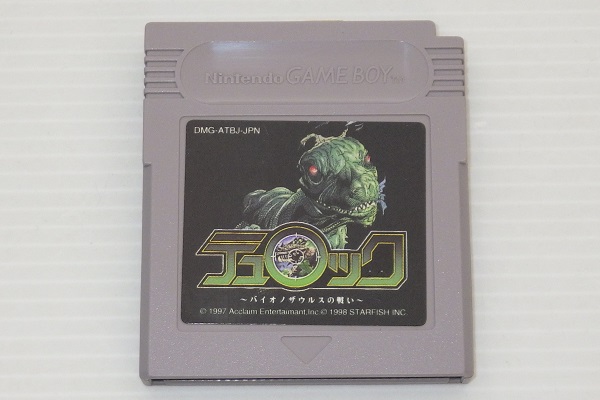 Nintendo GAME BOY™
DMG-ATBJ-JPN
テュロック
～バイオノザウルスの戦い～
© 1997 Acclaim Entertaimant,Inc © 1998 STARFISH INC.